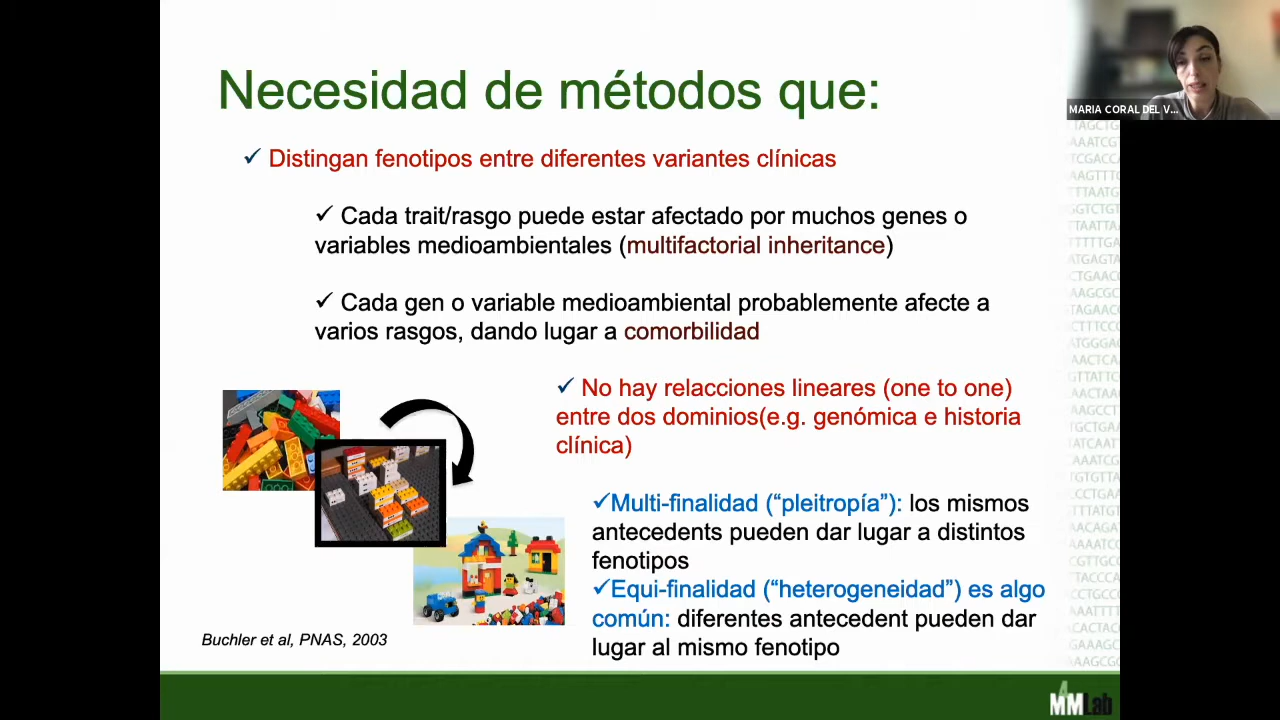 Necesidad de métodos que:
MARIA CORAL DEL V...
✓ Distingan fenotipos entre diferentes variantes clínicas
✓ Cada trait/rasgo puede estar afectado por muchos genes o
variables medioambientales (multifactorial inheritance)
✓ Cada gen o variable medioambiental probablemente afecte a
varios rasgos, dando lugar a comorbilidad
✓ No hay relacciones lineares (one to one)
entre dos dominios(e.g. genómica e historia
clínica)
✓Multi-finalidad (“pleitropía”): los mismos
antecedents pueden dar lugar a distintos
fenotipos
✓Equi-finalidad (“heterogeneidad”) es algo
común: diferentes antecedent pueden dar
lugar al mismo fenotipo
Buchler et al, PNAS, 2003
M4MLab